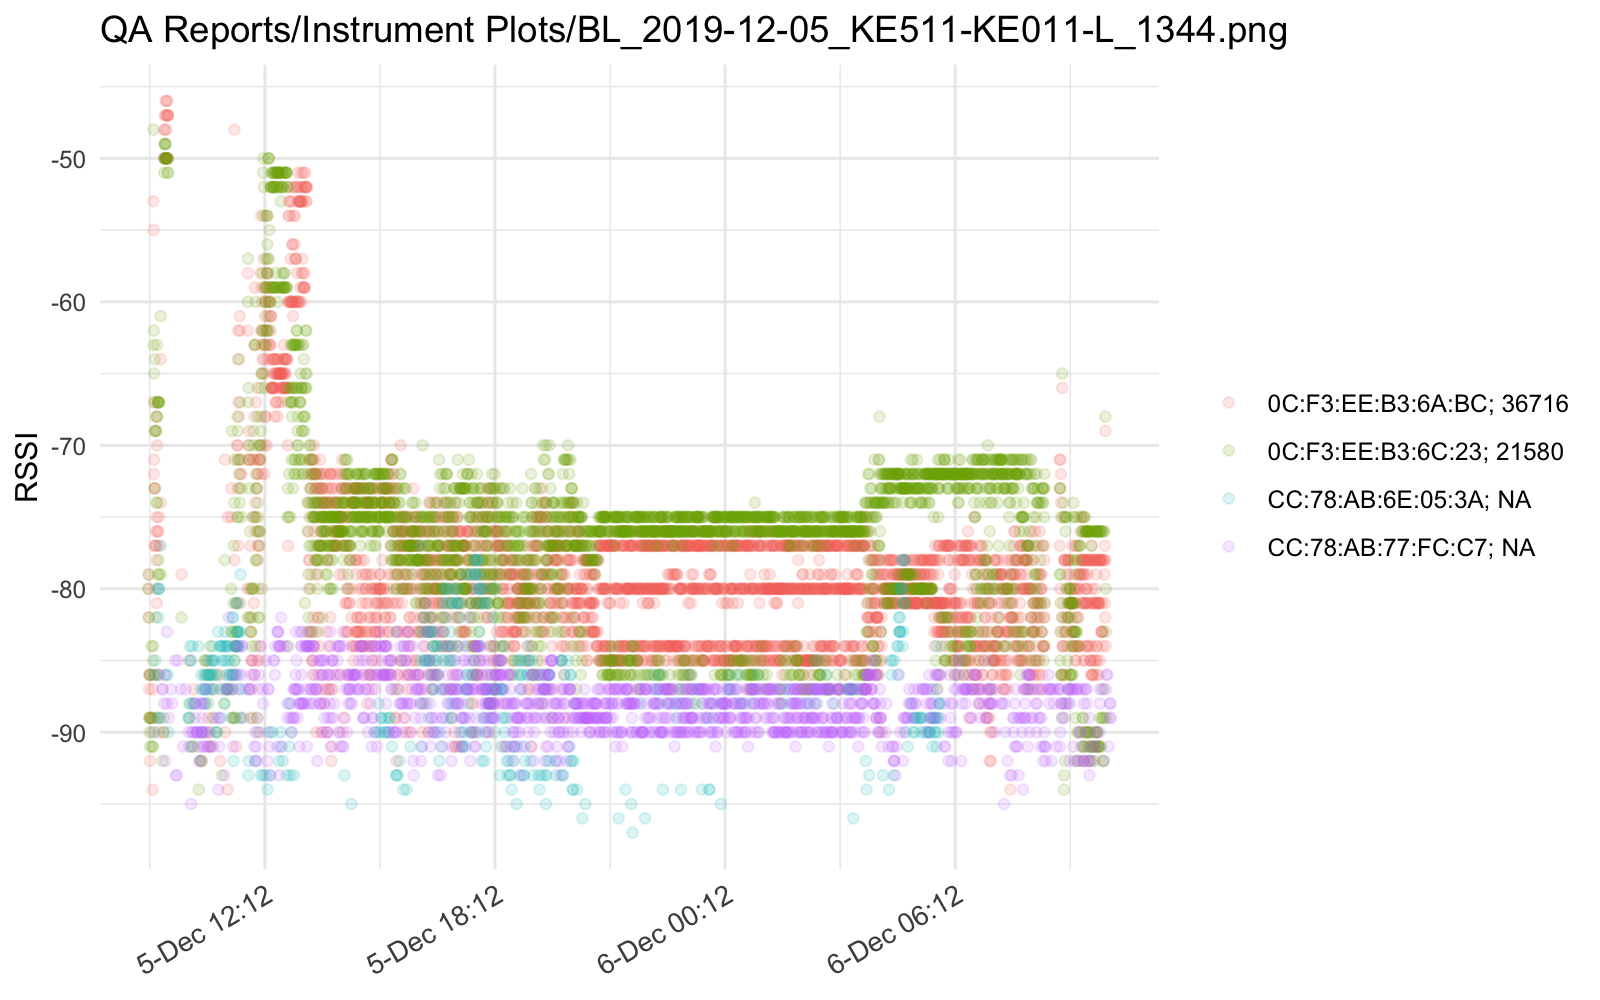 QA Reports/Instrument Plots/BL_2019-12-05_KE511-KE011-L_1344.png
RSSI
-50
-60
-70
-80
-90
5-Dec 12:12
5-Dec 18:12
6-Dec 00:12
6-Dec 06:12
0C:F3:EE:B3:6A:BC; 36716
0C:F3:EE:B3:6C:23; 21580
CC:78:AB:6E:05:3A; NA
CC:78:AB:77:FC:C7; NA